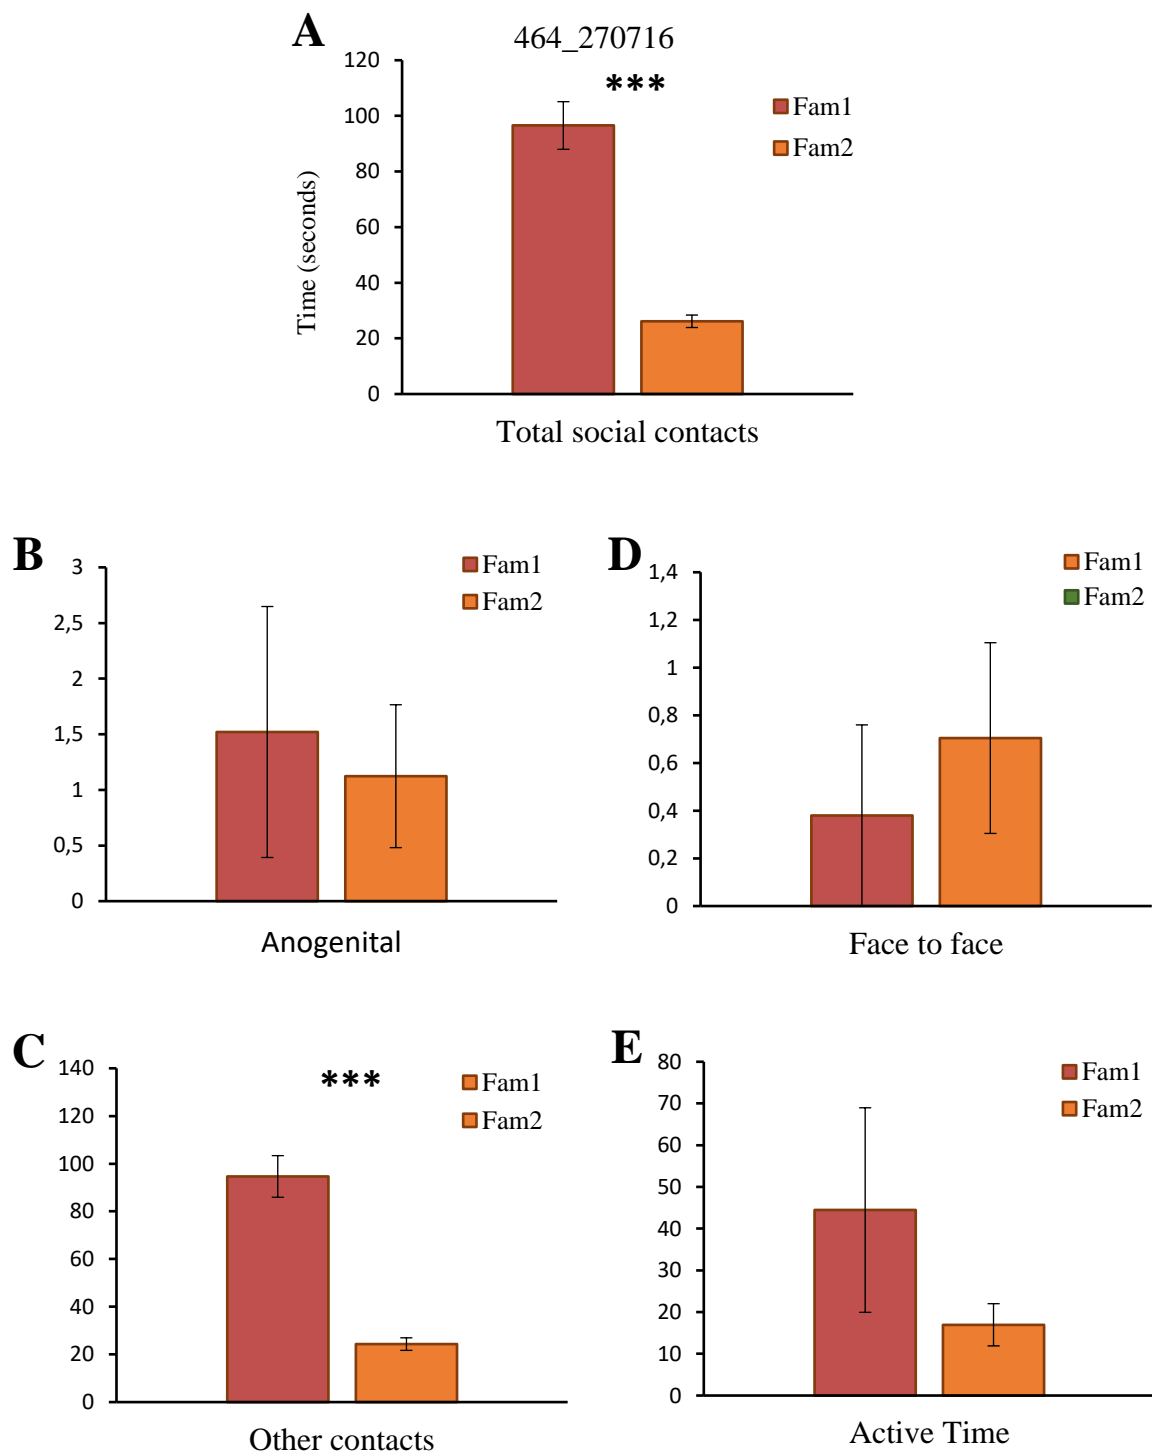 A
464_270716
***
Fam1
Fam2
Time (seconds)
120
100
80
60
40
20
0
Total social contacts
B
3
2,5
2
1,5
1
0,5
0
Fam1
Fam2
Anogenital
D
1,4
1,2
1
0,8
0,6
0,4
0,2
0
Fam1
Fam2
Face to face
C
140
120
100
80
60
40
20
0
***
Fam1
Fam2
Other contacts
E
80
70
60
50
40
30
20
10
0
Fam1
Fam2
Active Time